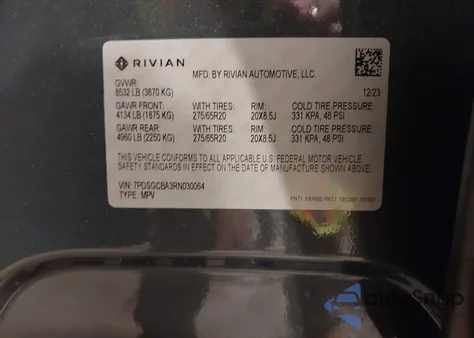 RIVIAN
MFD. BY RIVIAN AUTOMOTIVE, LLC.
GVWR:
8532 LB (3870 KG)
12/23
GAWR FRONT: WITH TIRES: RIM: COLD TIRE PRESSURE:
4134 LB (1875 KG) 275/65R20 20X8.5J 331 KPA, 48 PSI
GAWR REAR: WITH TIRES: RIM: COLD TIRE PRESSURE:
4960 LB (2250 KG) 275/65R20 20X8.5J 331 KPA, 48 PSI
THIS VEHICLE CONFORMS TO ALL APPLICABLE U.S. FEDERAL MOTOR VEHICLE
SAFETY STANDARDS IN EFFECT ON THE DATE OF MANUFACTURE SHOWN ABOVE.
VIN: 7PDSGCBA3RN030064
TYPE: MPV
autoSnap